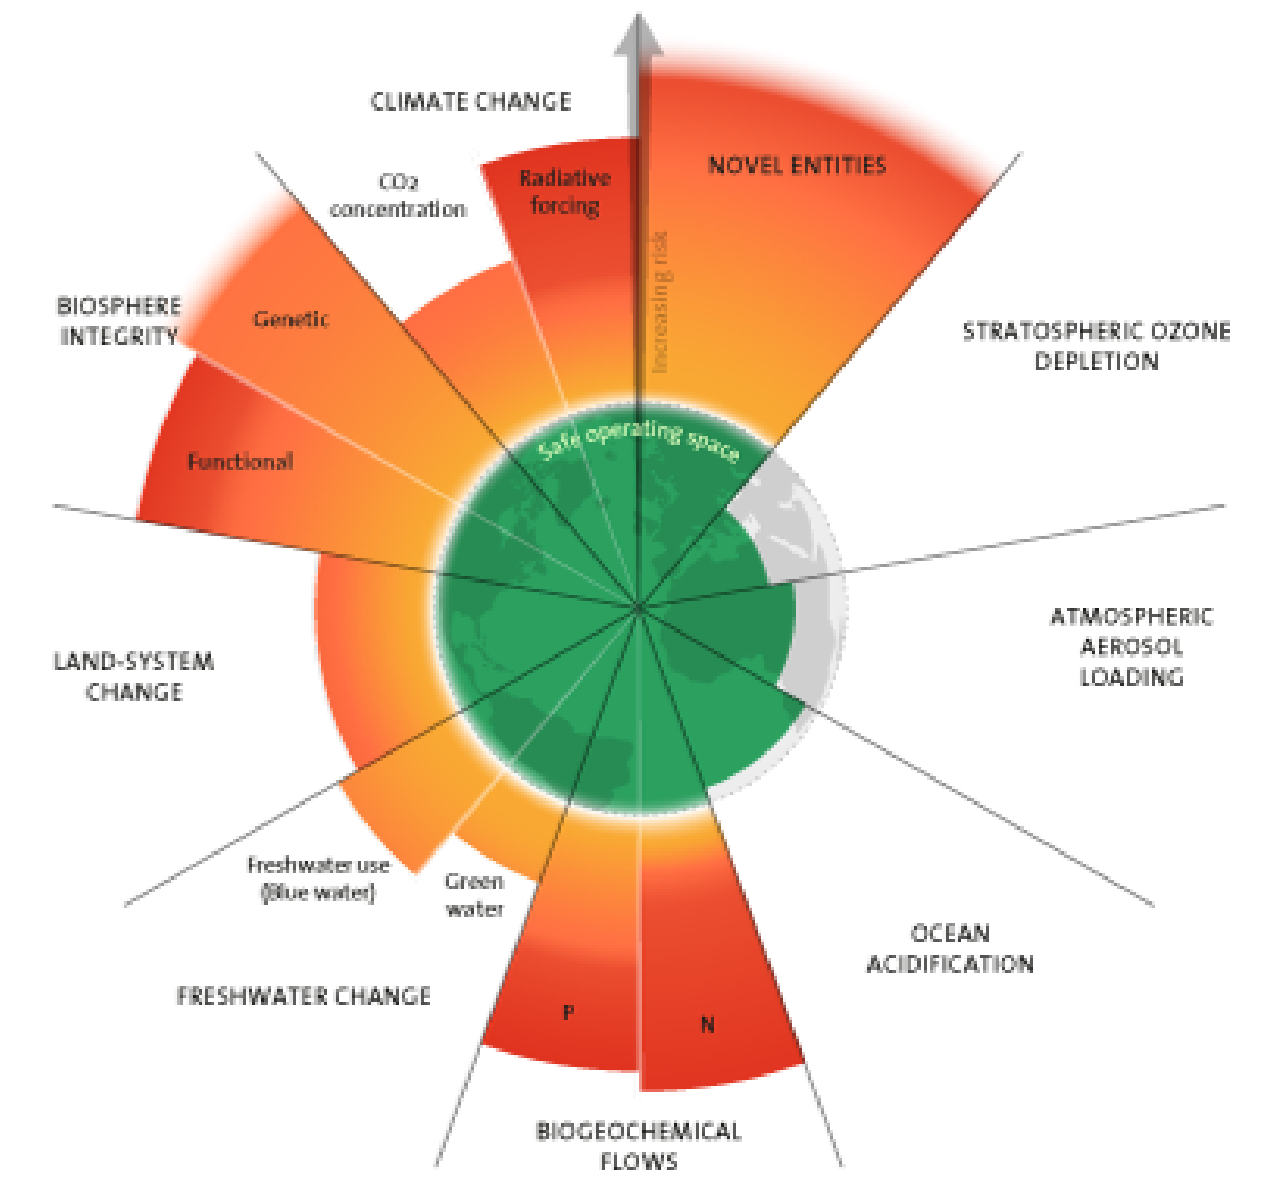 CLIMATE CHANGE
CO2
concentration
Radiative
forcing
NOVEL ENTITIES
Increasing risk
BIOSPHERE
INTEGRITY
Genetic
Functional
STRATOSPHERIC OZONE
DEPLETION
Safe operating space
ATMOSPHERIC
AEROSOL
LOADING
LAND-SYSTEM
CHANGE
Freshwater use
(Blue water)
Green
water
FRESHWATER CHANGE
OCEAN
ACIDIFICATION
P
N
BIOGEOCHEMICAL
FLOWS